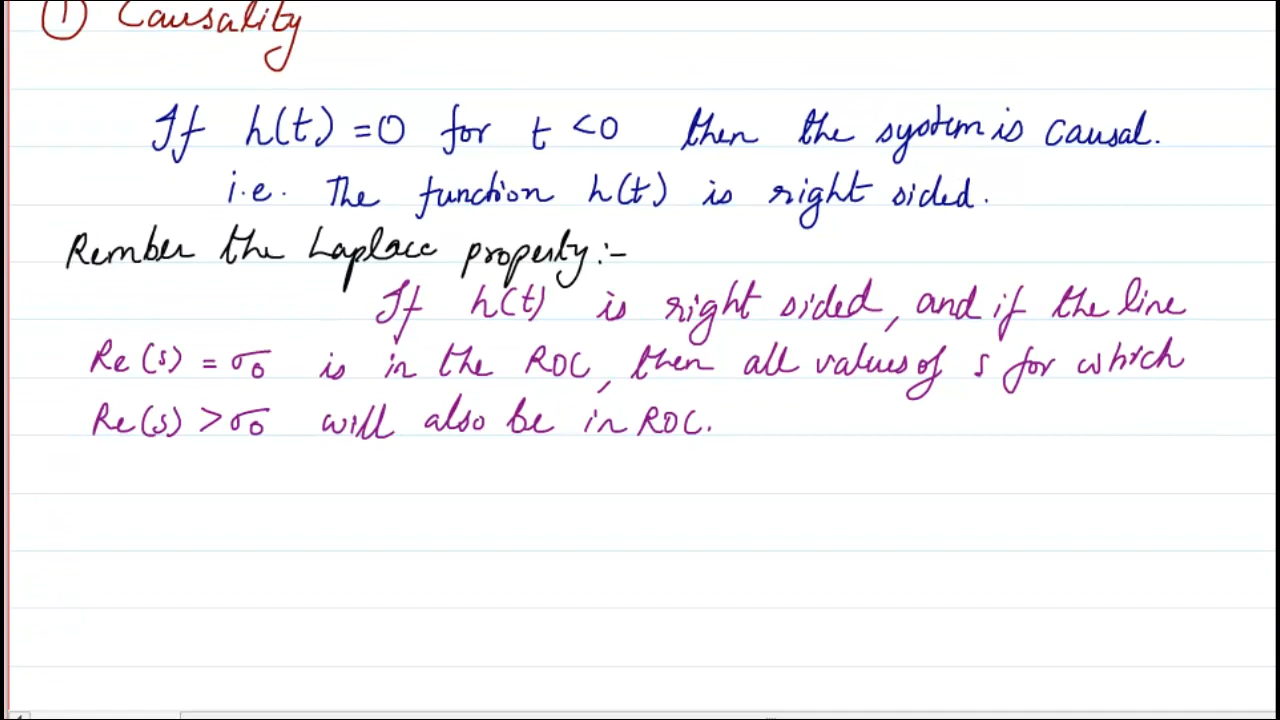 ① Causality
If h(t) = 0 for t < 0 then the system is causal.
i.e. The function h(t) is right sided.
Rember the Laplace property:-
If h(t) is right sided, and if the line
Re(s) = σ₀ is in the ROC, then all values of s for which
Re(s) > σ₀ will also be in ROC.